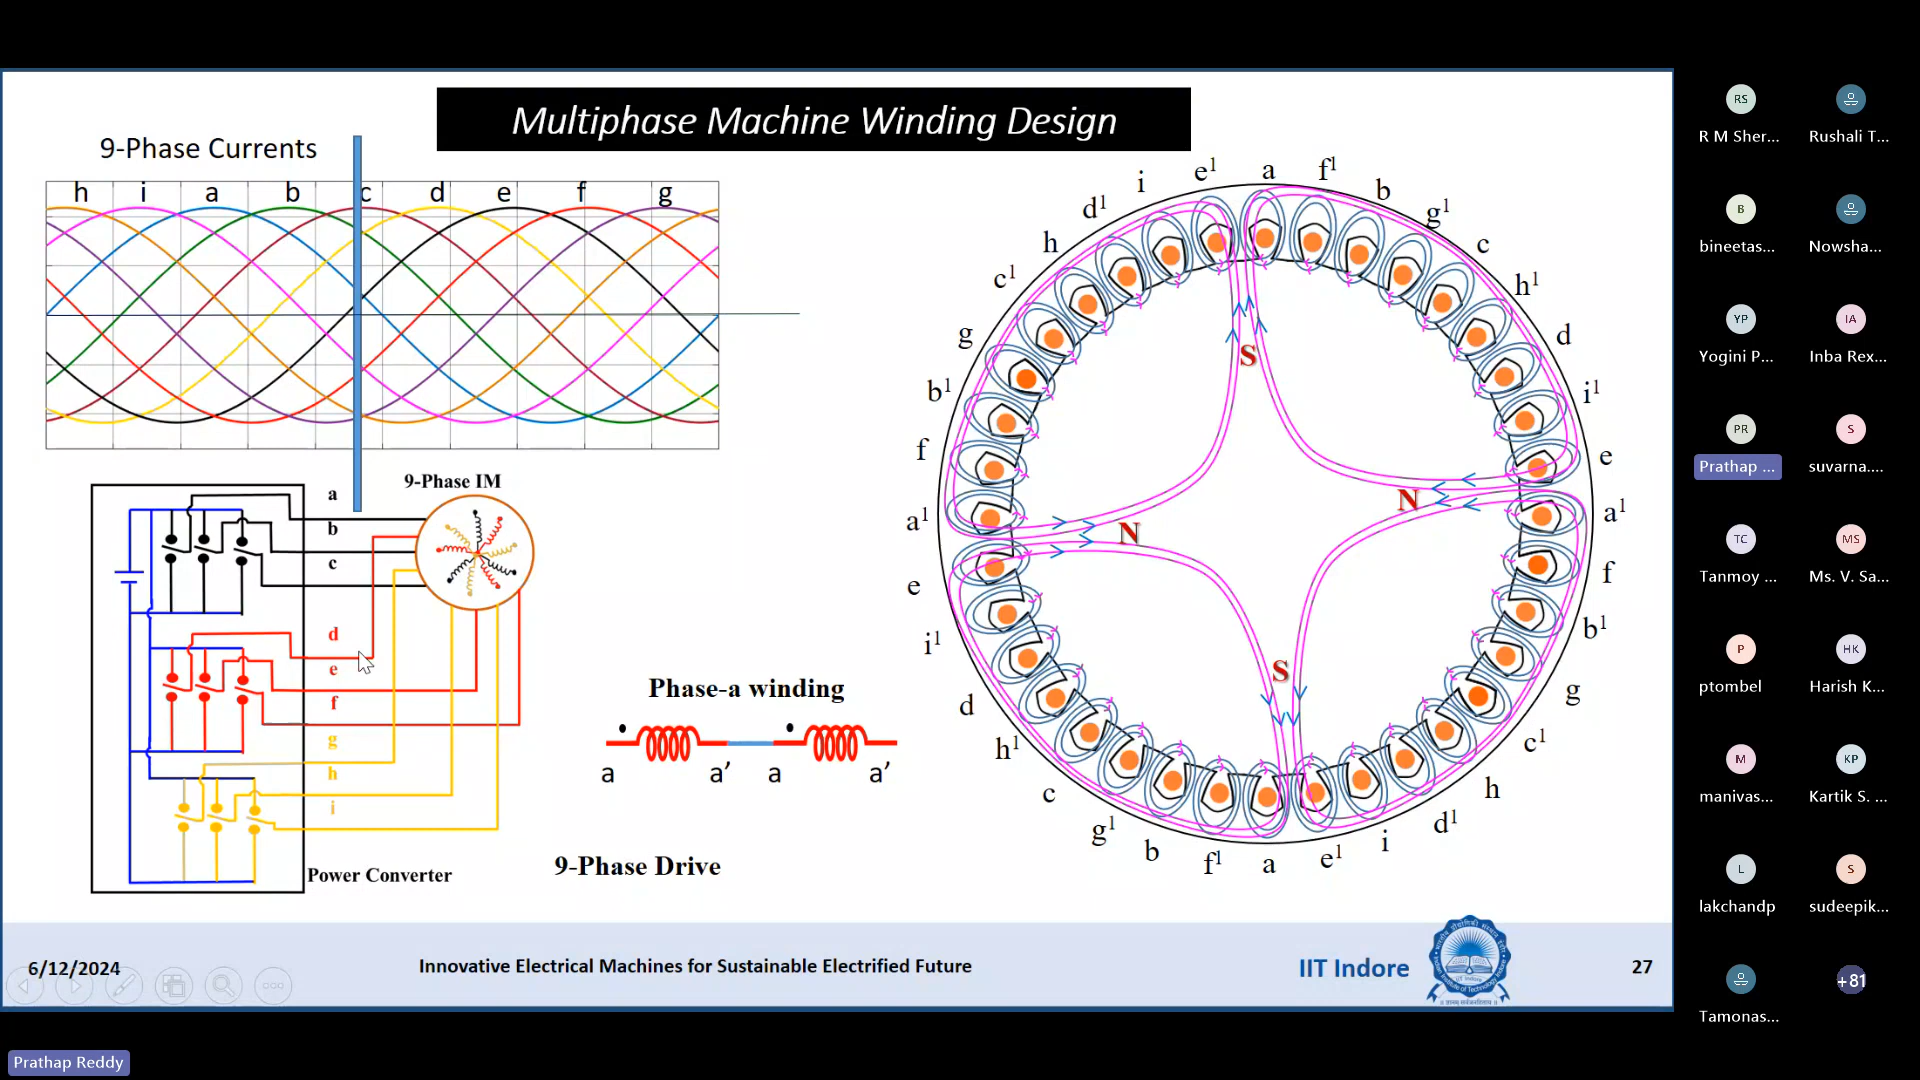 Multiphase Machine Winding Design
9-Phase Currents
h i a b c d e f g
9-Phase IM
a
b
c
d
e
f
g
h
i
Power Converter
Phase-a winding
a a’ a a’
9-Phase Drive
a
f¹
b
g¹
c
h¹
d
i¹
e
a¹
f
b¹
g
c¹
h
d¹
i
e¹
a
f¹
b
g¹
c
h¹
d
i¹
e
a¹
f
b¹
g
c¹
h
d¹
i
e¹
S
N
N
S
6/12/2024
Innovative Electrical Machines for Sustainable Electrified Future
IIT Indore
27
Prathap Reddy
RS
R M Sher...
Rushali T...
B
bineetas...
Nowsha...
YP
Yogini P...
IA
Inba Rex...
PR
Prathap ...
S
suvarna....
TC
Tanmoy ...
MS
Ms. V. Sa...
P
ptombel
HK
Harish K...
M
manivas...
KP
Kartik S. ...
L
lakchandp
S
sudeepik...
Tamonas...
+81